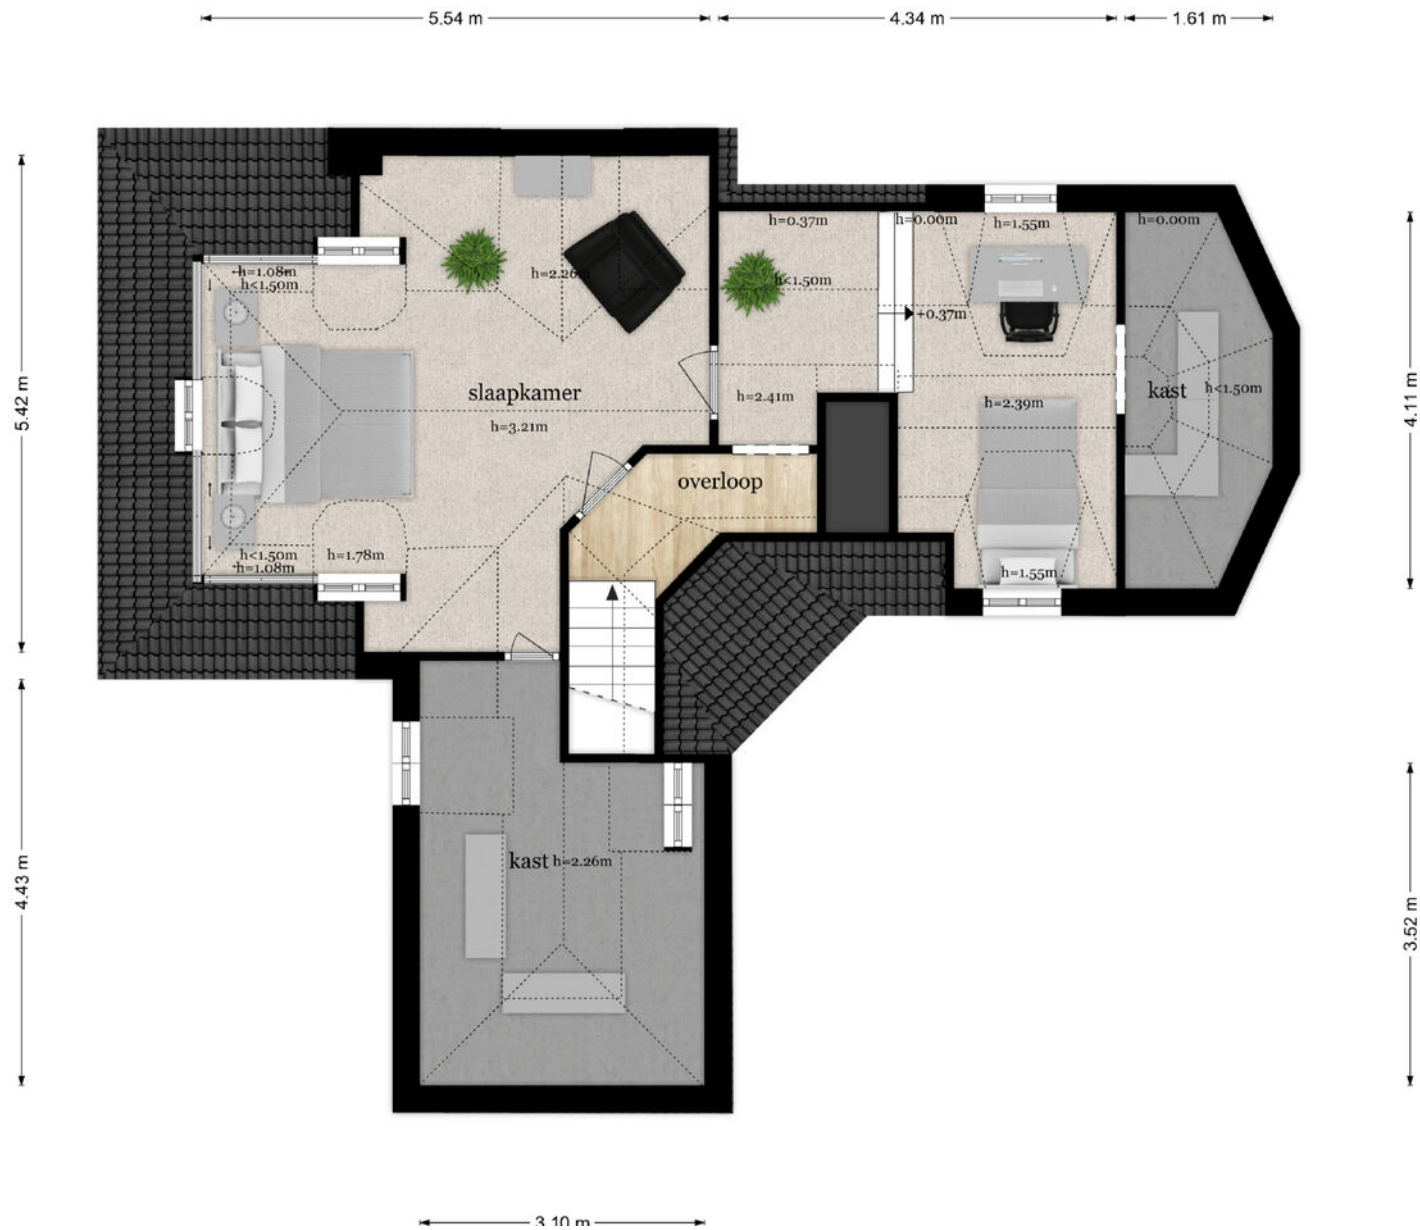 5.54 m
4.34 m
1.61 m
h=0.37m
h=0.00m
h=1.55m
h=0.00m
h=1.08m
h<1.50m
h=2.26m
h<1.50m
+0.37m
5.42 m
4.11 m
slaapkamer
h=3.21m
h=2.41m
h=2.39m
kast
h<1.50m
overloop
h<1.50m
h=1.08m
h=1.78m
h=1.55m
4.43 m
kast h=2.26m
3.52 m
3.10 m